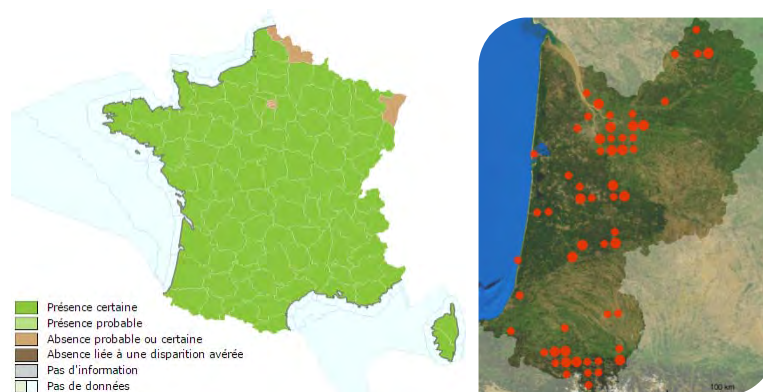 Présence certaine
Présence probable
Absence probable ou certaine
Absence liée à une disparition avérée
Pas d'information
Pas de données
100 km